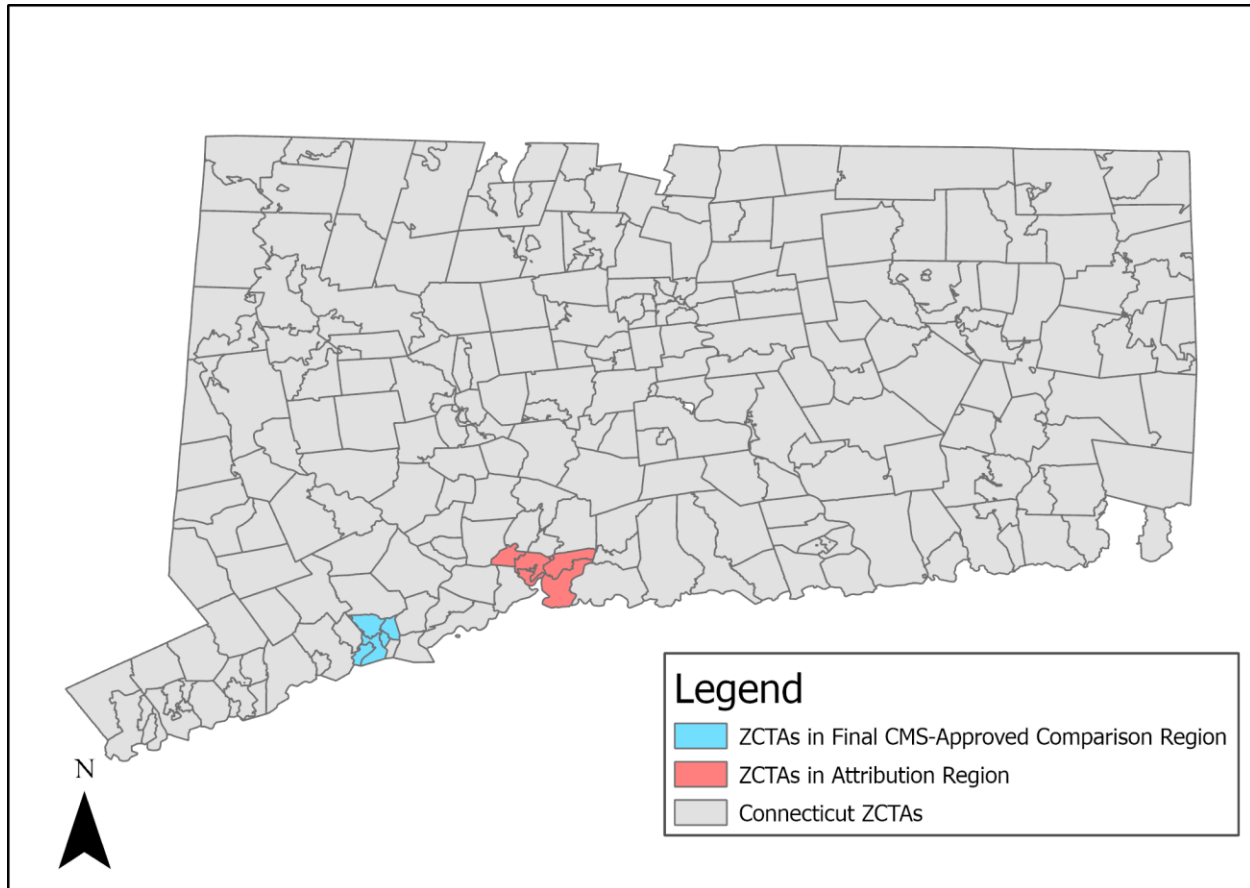 Legend
ZCTAs in Final CMS-Approved Comparison Region
ZCTAs in Attribution Region
Connecticut ZCTAs
N